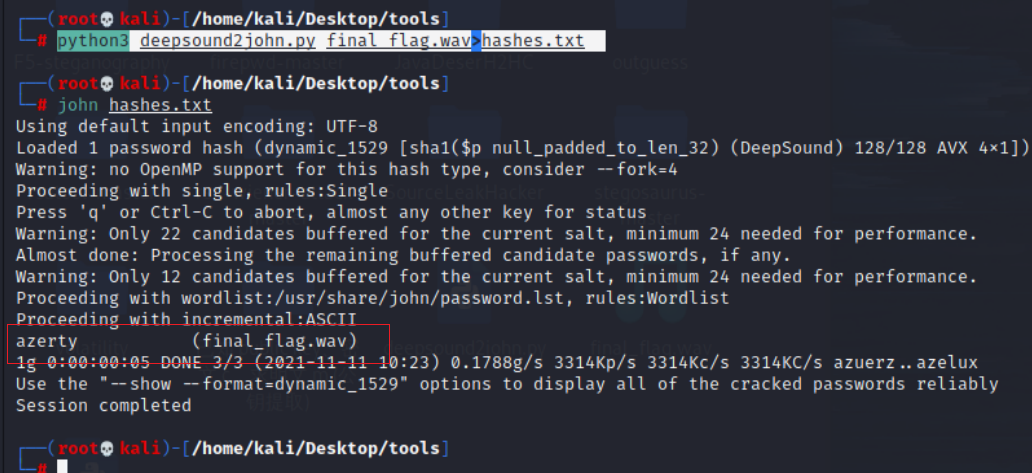 ┌──(root💀kali)-[/home/kali/Desktop/tools]
└─# python3 deepsound2john.py final_flag.wav>hashes.txt
┌──(root💀kali)-[/home/kali/Desktop/tools]
└─# john hashes.txt
Using default input encoding: UTF-8
Loaded 1 password hash (dynamic_1529 [sha1($p null_padded_to_len_32) (DeepSound) 128/128 AVX 4×1])
Warning: no OpenMP support for this hash type, consider --fork=4
Proceeding with single, rules:Single
Press 'q' or Ctrl-C to abort, almost any other key for status
Warning: Only 22 candidates buffered for the current salt, minimum 24 needed for performance.
Almost done: Processing the remaining buffered candidate passwords, if any.
Warning: Only 12 candidates buffered for the current salt, minimum 24 needed for performance.
Proceeding with wordlist:/usr/share/john/password.lst, rules:Wordlist
Proceeding with incremental:ASCII
azerty (final_flag.wav)
1g 0:00:00:05 DONE 3/3 (2021-11-11 10:23) 0.1788g/s 3314Kp/s 3314Kc/s 3314KC/s azuerz..azelux
Use the "--show --format=dynamic_1529" options to display all of the cracked passwords reliably
Session completed
┌──(root💀kali)-[/home/kali/Desktop/tools]
└─#